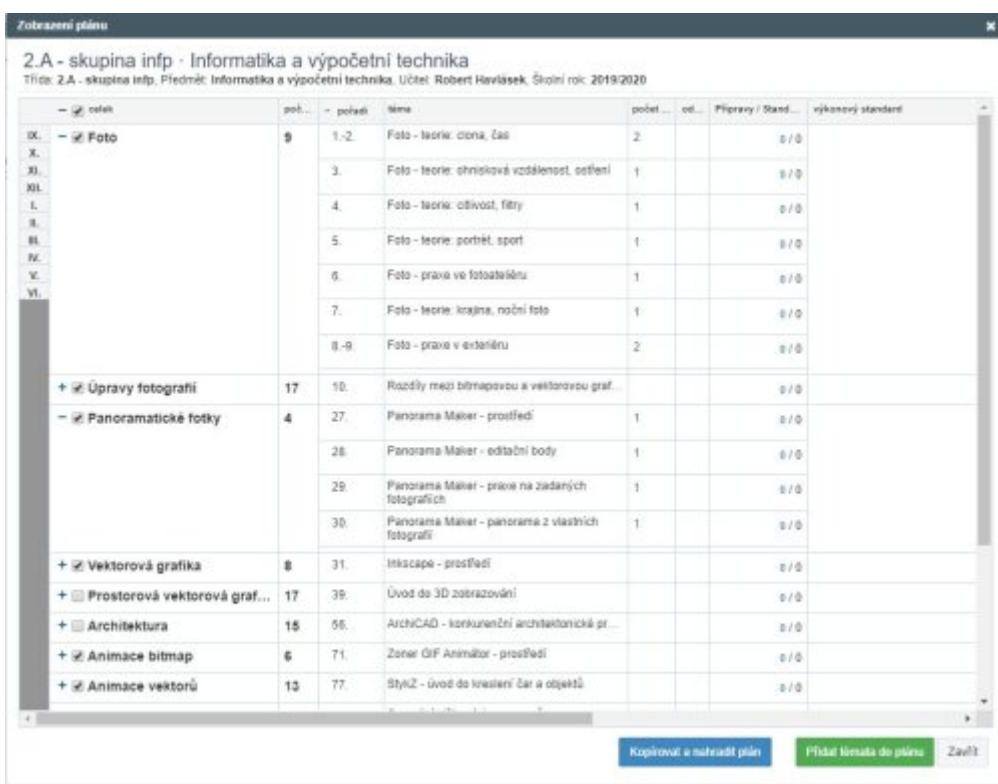 Zobrazení plánu
2.A - skupina infp · Informatika a výpočetní technika
Třída: 2.A - skupina infp, Předmět: Informatika a výpočetní technika, Učitel: Robert Havlásek, Školní rok: 2019/2020
− celek poč... − pořadí téma počet ... od... Přípravy / Stand... výkonový standard
IX.
X.
XI.
XII.
I.
II.
III.
IV.
V.
VI.
− Foto 9 1.-2. Foto - teorie: clona, čas 2 0 / 0
3. Foto - teorie: ohnisková vzdálenost, ostření 1 0 / 0
4. Foto - teorie: citlivost, filtry 1 0 / 0
5. Foto - teorie: portrét, sport 1 0 / 0
6. Foto - praxe ve fotoateliéru 1 0 / 0
7. Foto - teorie: krajina, noční foto 1 0 / 0
8.-9. Foto - praxe v exteriéru 2 0 / 0
+ Úpravy fotografií 17 10. Rozdíly mezi bitmapovou a vektorovou graf... 0 / 0
− Panoramatické fotky 4 27. Panorama Maker - prostředí 1 0 / 0
28. Panorama Maker - editační body 1 0 / 0
29. Panorama Maker - praxe na zadaných
fotografiích 1 0 / 0
30. Panorama Maker - panorama z vlastních
fotografií 1 0 / 0
+ Vektorová grafika 8 31. Inkscape - prostředí 0 / 0
+ Prostorová vektorová graf... 17 39. Úvod do 3D zobrazování 0 / 0
+ Architektura 15 56. ArchiCAD - konkurenční architektonické pr... 0 / 0
+ Animace bitmap 6 71. Zoner GIF Animátor - prostředí 0 / 0
+ Animace vektorů 13 77. StykZ - úvod do kreslení čar a objektů 0 / 0
Kopírovat a nahradit plán Přidat témata do plánu Zavřít